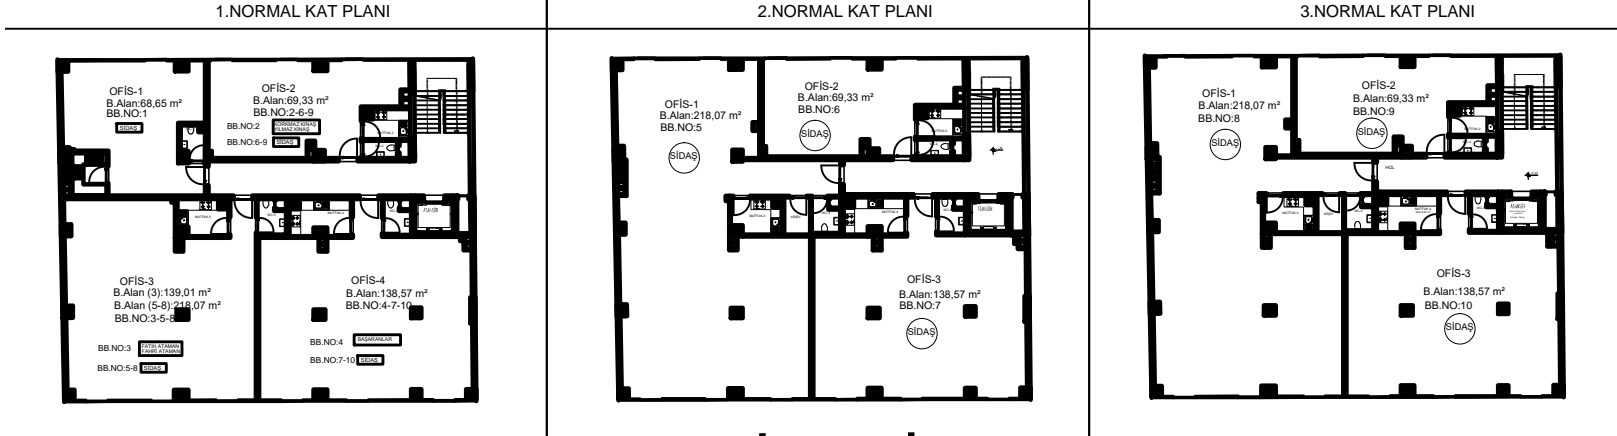 1.NORMAL KAT PLANI
OFİS-1
B.Alan:68,65 m²
BB.NO:1
SİDAŞ
OFİS-2
B.Alan:69,33 m²
BB.NO:2-6-9
BB.NO:2
KORKMAZ KINAŞ
YILMAZ KINAŞ
BB.NO:6-9
SİDAŞ
OFİS-3
B.Alan (3):139,01 m²
B.Alan (5-8):218,07 m²
BB.NO:3-5-8
BB.NO:3
FATİH ATAMAN
FAHRİ ATAMAN
BB.NO:5-8
SİDAŞ
OFİS-4
B.Alan:138,57 m²
BB.NO:4-7-10
BB.NO:4
BAŞARANLAR
BB.NO:7-10
SİDAŞ
2.NORMAL KAT PLANI
OFİS-1
B.Alan:218,07 m²
BB.NO:5
SİDAŞ
OFİS-2
B.Alan:69,33 m²
BB.NO:6
SİDAŞ
OFİS-3
B.Alan:138,57 m²
BB.NO:7
SİDAŞ
3.NORMAL KAT PLANI
OFİS-1
B.Alan:218,07 m²
BB.NO:8
SİDAŞ
OFİS-2
B.Alan:69,33 m²
BB.NO:9
SİDAŞ
HOL
OFİS-3
B.Alan:138,57 m²
BB.NO:10
SİDAŞ